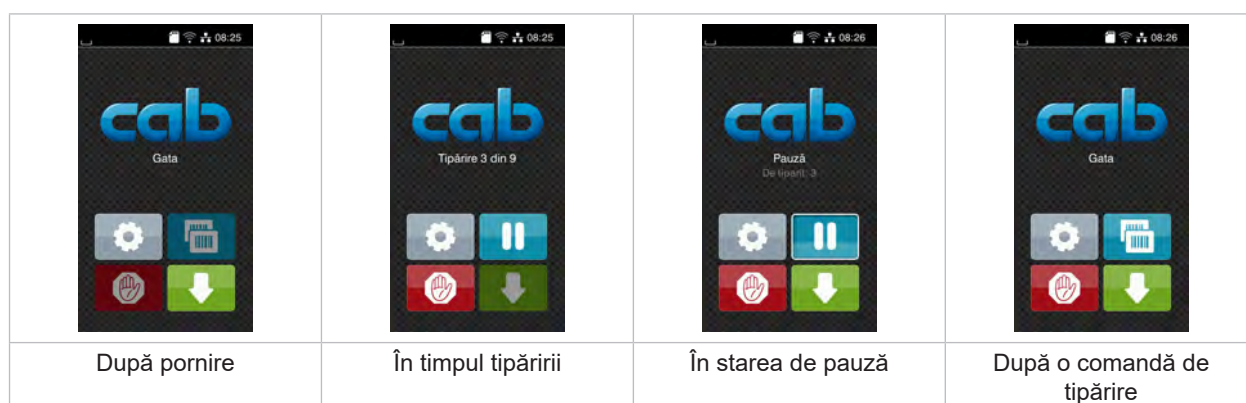 08:25
08:25
08:26
08:26
cab
cab
cab
cab
Gata
Tipărire 3 din 9
Pauză
Gata
De tiparit: 3
După pornire
În timpul tipăririi
În starea de pauză
După o comandă de
tipărire